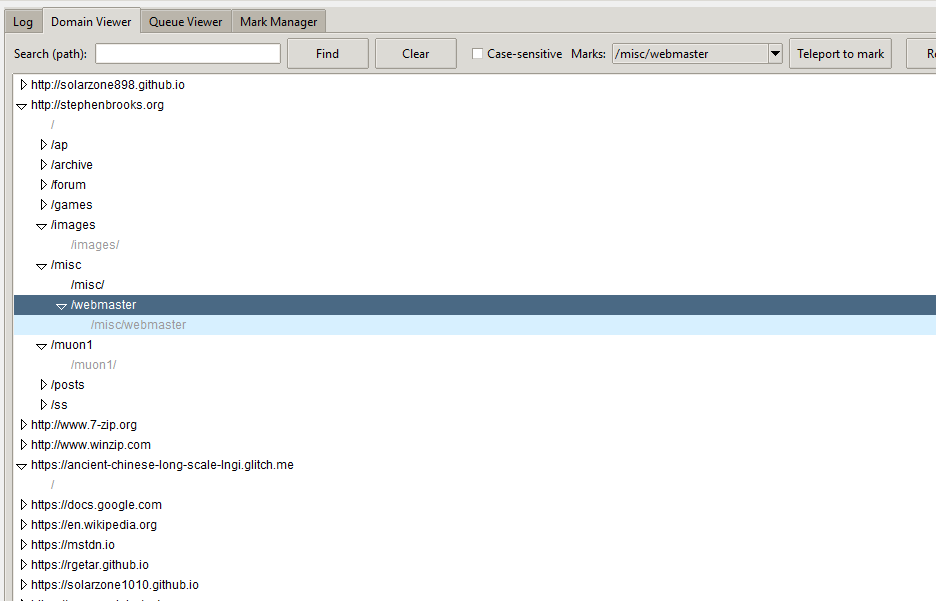 Log Domain Viewer Queue Viewer Mark Manager
Search (path): Find Clear Case-sensitive Marks: /misc/webmaster Teleport to mark
http://solarzone898.github.io
http://stephenbrooks.org
/
/ap
/archive
/forum
/games
/images
/images/
/misc
/misc/
/webmaster
/misc/webmaster
/muon1
/muon1/
/posts
/ss
http://www.7-zip.org
http://www.winzip.com
https://ancient-chinese-long-scale-lngi.glitch.me
/
https://docs.google.com
https://en.wikipedia.org
https://mstdn.io
https://rgetar.github.io
https://solarzone1010.github.io